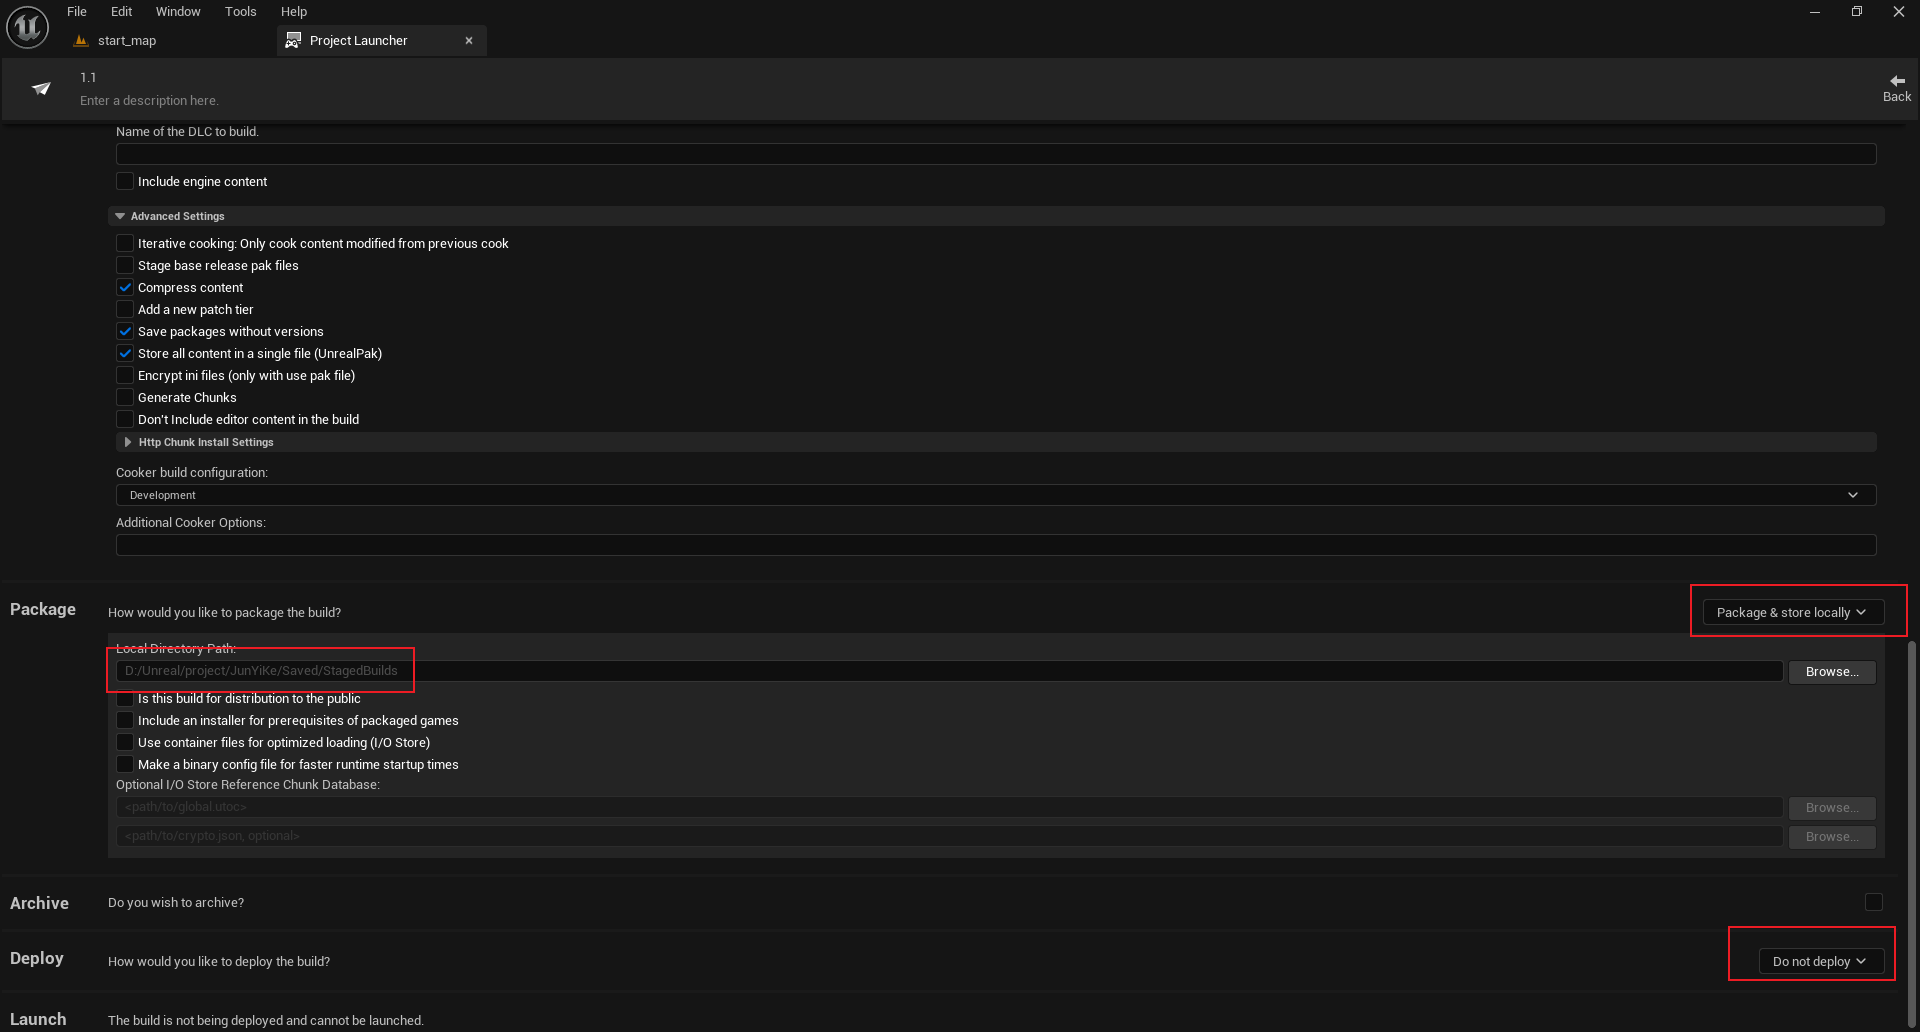 File Edit Window Tools Help
start_map
Project Launcher
1.1
Enter a description here.
Back
Name of the DLC to build.
Include engine content
Advanced Settings
Iterative cooking: Only cook content modified from previous cook
Stage base release pak files
Compress content
Add a new patch tier
Save packages without versions
Store all content in a single file (UnrealPak)
Encrypt ini files (only with use pak file)
Generate Chunks
Don't Include editor content in the build
Http Chunk Install Settings
Cooker build configuration:
Development
Additional Cooker Options:
Package
How would you like to package the build?
Package & store locally
Local Directory Path:
D:/Unreal/project/JunYiKe/Saved/StagedBuilds
Browse...
Is this build for distribution to the public
Include an installer for prerequisites of packaged games
Use container files for optimized loading (I/O Store)
Make a binary config file for faster runtime startup times
Optional I/O Store Reference Chunk Database:
<path/to/global.utoc>
Browse...
<path/to/crypto.json, optional>
Browse...
Archive
Do you wish to archive?
Deploy
How would you like to deploy the build?
Do not deploy
Launch
The build is not being deployed and cannot be launched.